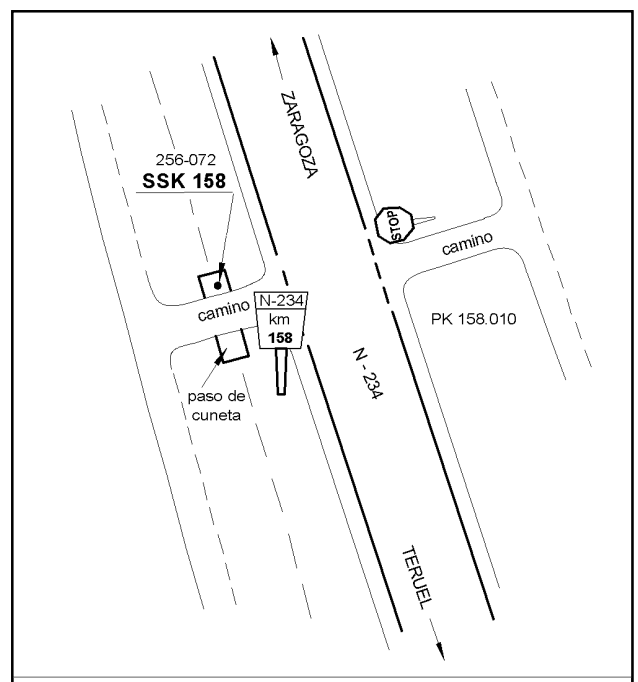 ZARAGOZA
256-072
SSK 158
STOP
camino
camino
N-234
km
158
PK 158.010
N - 234
paso de
cuneta
TERUEL